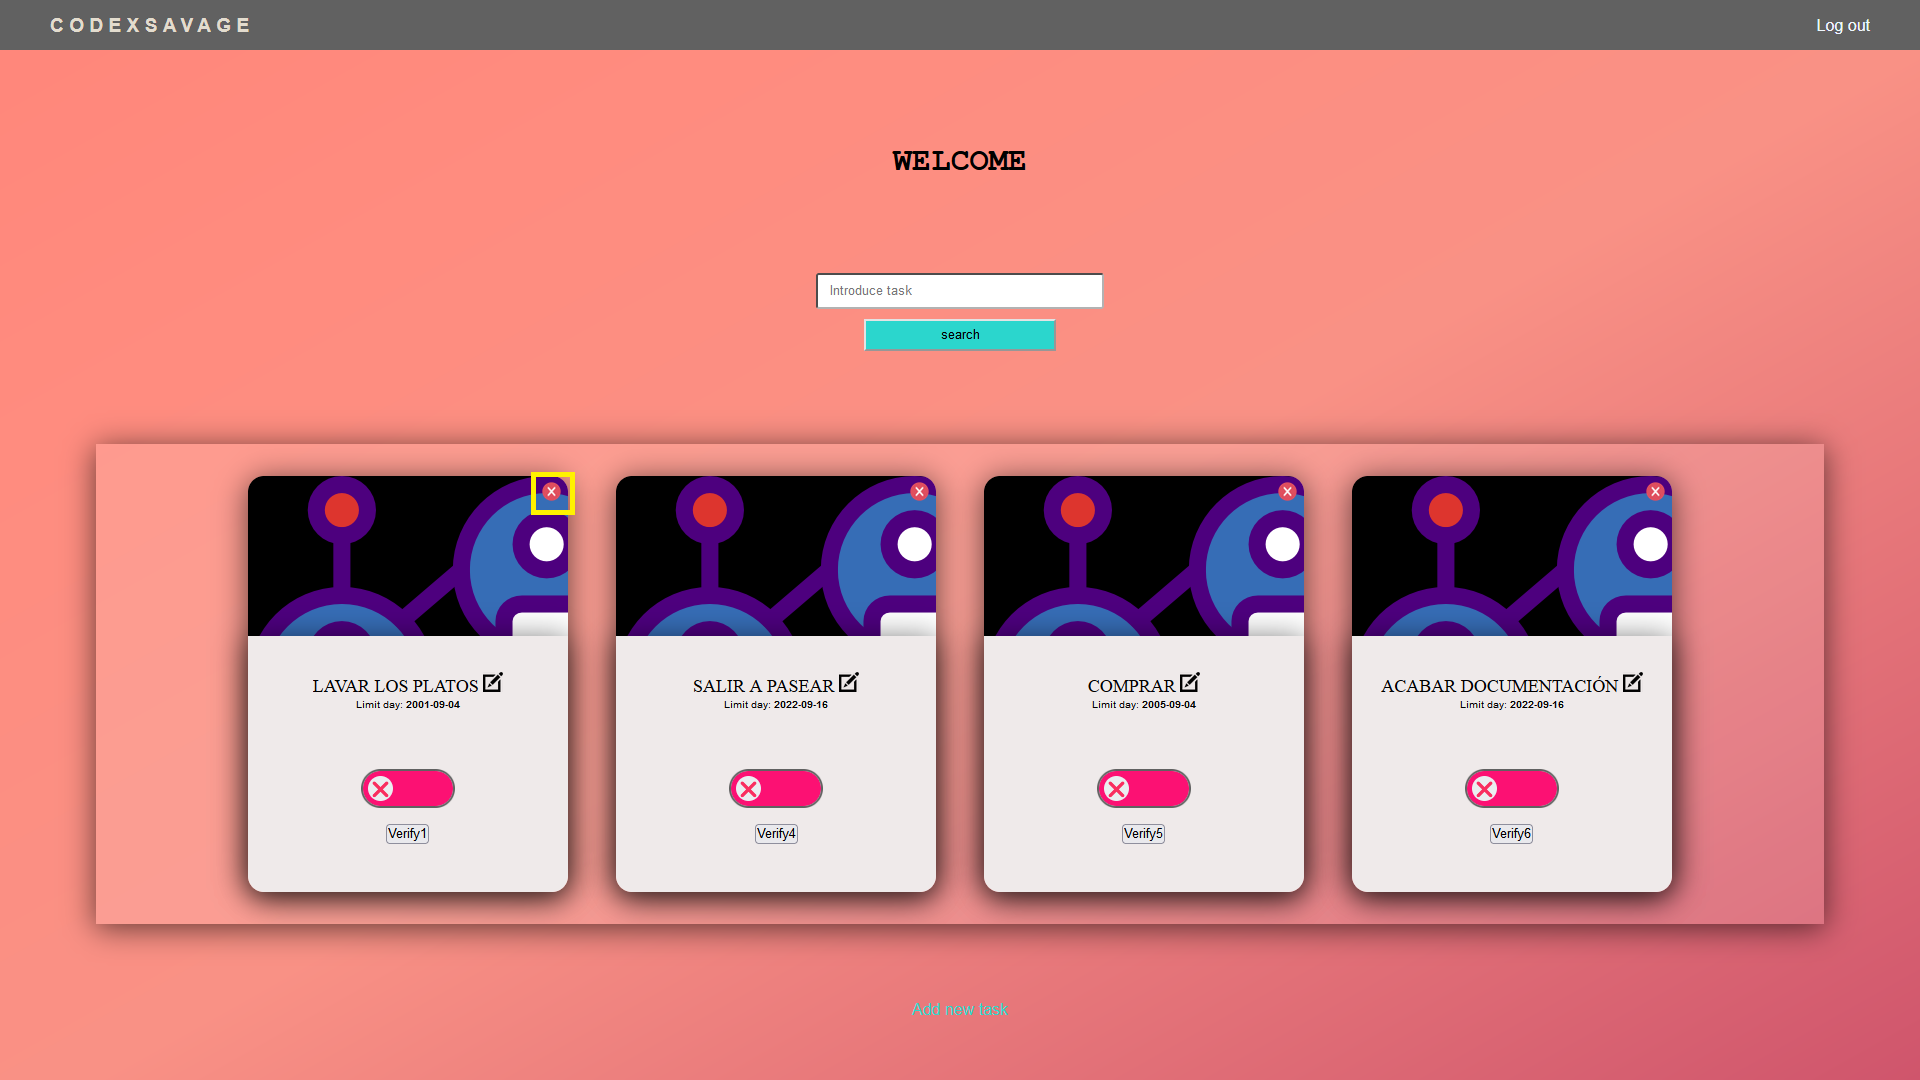 CODEXSAVAGE
Log out
WELCOME
Introduce task
search
LAVAR LOS PLATOS
Limit day: 2001-09-04
Verify1
SALIR A PASEAR
Limit day: 2022-09-16
Verify4
COMPRAR
Limit day: 2005-09-04
Verify5
ACABAR DOCUMENTACIÓN
Limit day: 2022-09-16
Verify6
Add new task